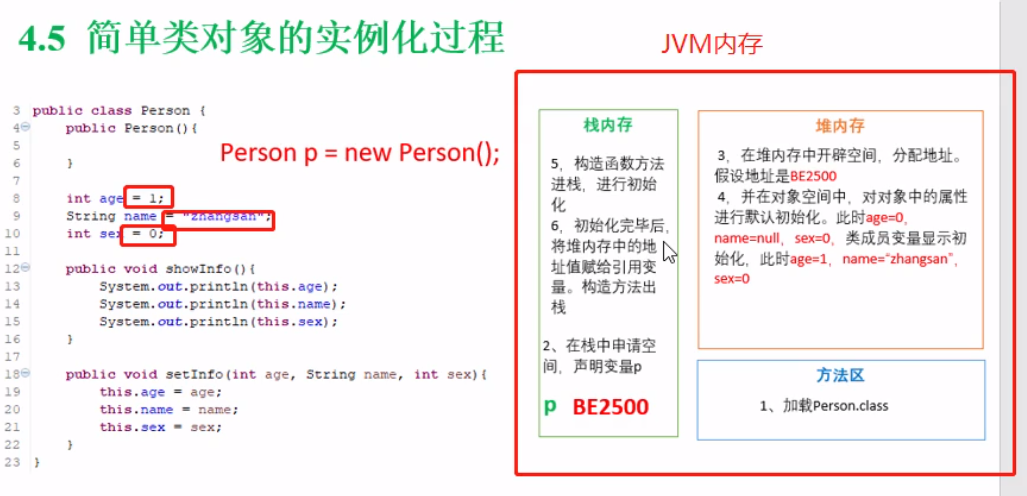 4.5 简单类对象的实例化过程
JVM内存
3 public class Person {
4 public Person(){
5
6 }
7
8 int age = 1;
9 String name = "zhangsan";
10 int sex = 0;
11
12 public void showInfo(){
13 System.out.println(this.age);
14 System.out.println(this.name);
15 System.out.println(this.sex);
16 }
17
18 public void setInfo(int age, String name, int sex){
19 this.age = age;
20 this.name = name;
21 this.sex = sex;
22 }
23 }
Person p = new Person();
栈内存
5，构造函数方法
进栈，进行初始
化
6，初始化完毕后，
将堆内存中的地
址值赋给引用变
量。构造方法出
栈
2、在栈中申请空
间，声明变量p
p BE2500
堆内存
3，在堆内存中开辟空间，分配地址。
假设地址是BE2500
4，并在对象空间中，对对象中的属性
进行默认初始化。此时age=0，
name=null，sex=0，类成员变量显示初
始化，此时age=1，name=“zhangsan”，
sex=0
方法区
1、加载Person.class